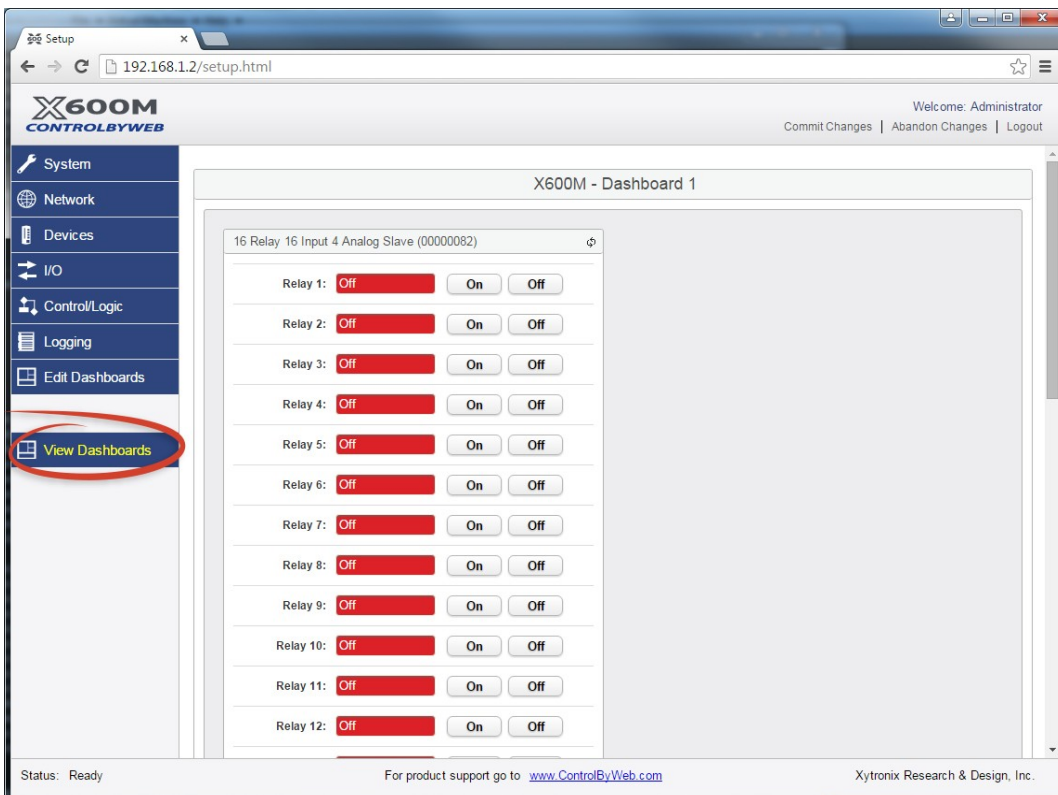 Setup
192.168.1.2/setup.html
X600M
CONTROLBYWEB
Welcome: Administrator
Commit Changes | Abandon Changes | Logout
System
Network
Devices
I/O
Control/Logic
Logging
Edit Dashboards
View Dashboards
X600M - Dashboard 1
16 Relay 16 Input 4 Analog Slave (00000082)
Relay 1: Off On Off
Relay 2: Off On Off
Relay 3: Off On Off
Relay 4: Off On Off
Relay 5: Off On Off
Relay 6: Off On Off
Relay 7: Off On Off
Relay 8: Off On Off
Relay 9: Off On Off
Relay 10: Off On Off
Relay 11: Off On Off
Relay 12: Off On Off
Status: Ready
For product support go to www.ControlByWeb.com
Xytronix Research & Design, Inc.